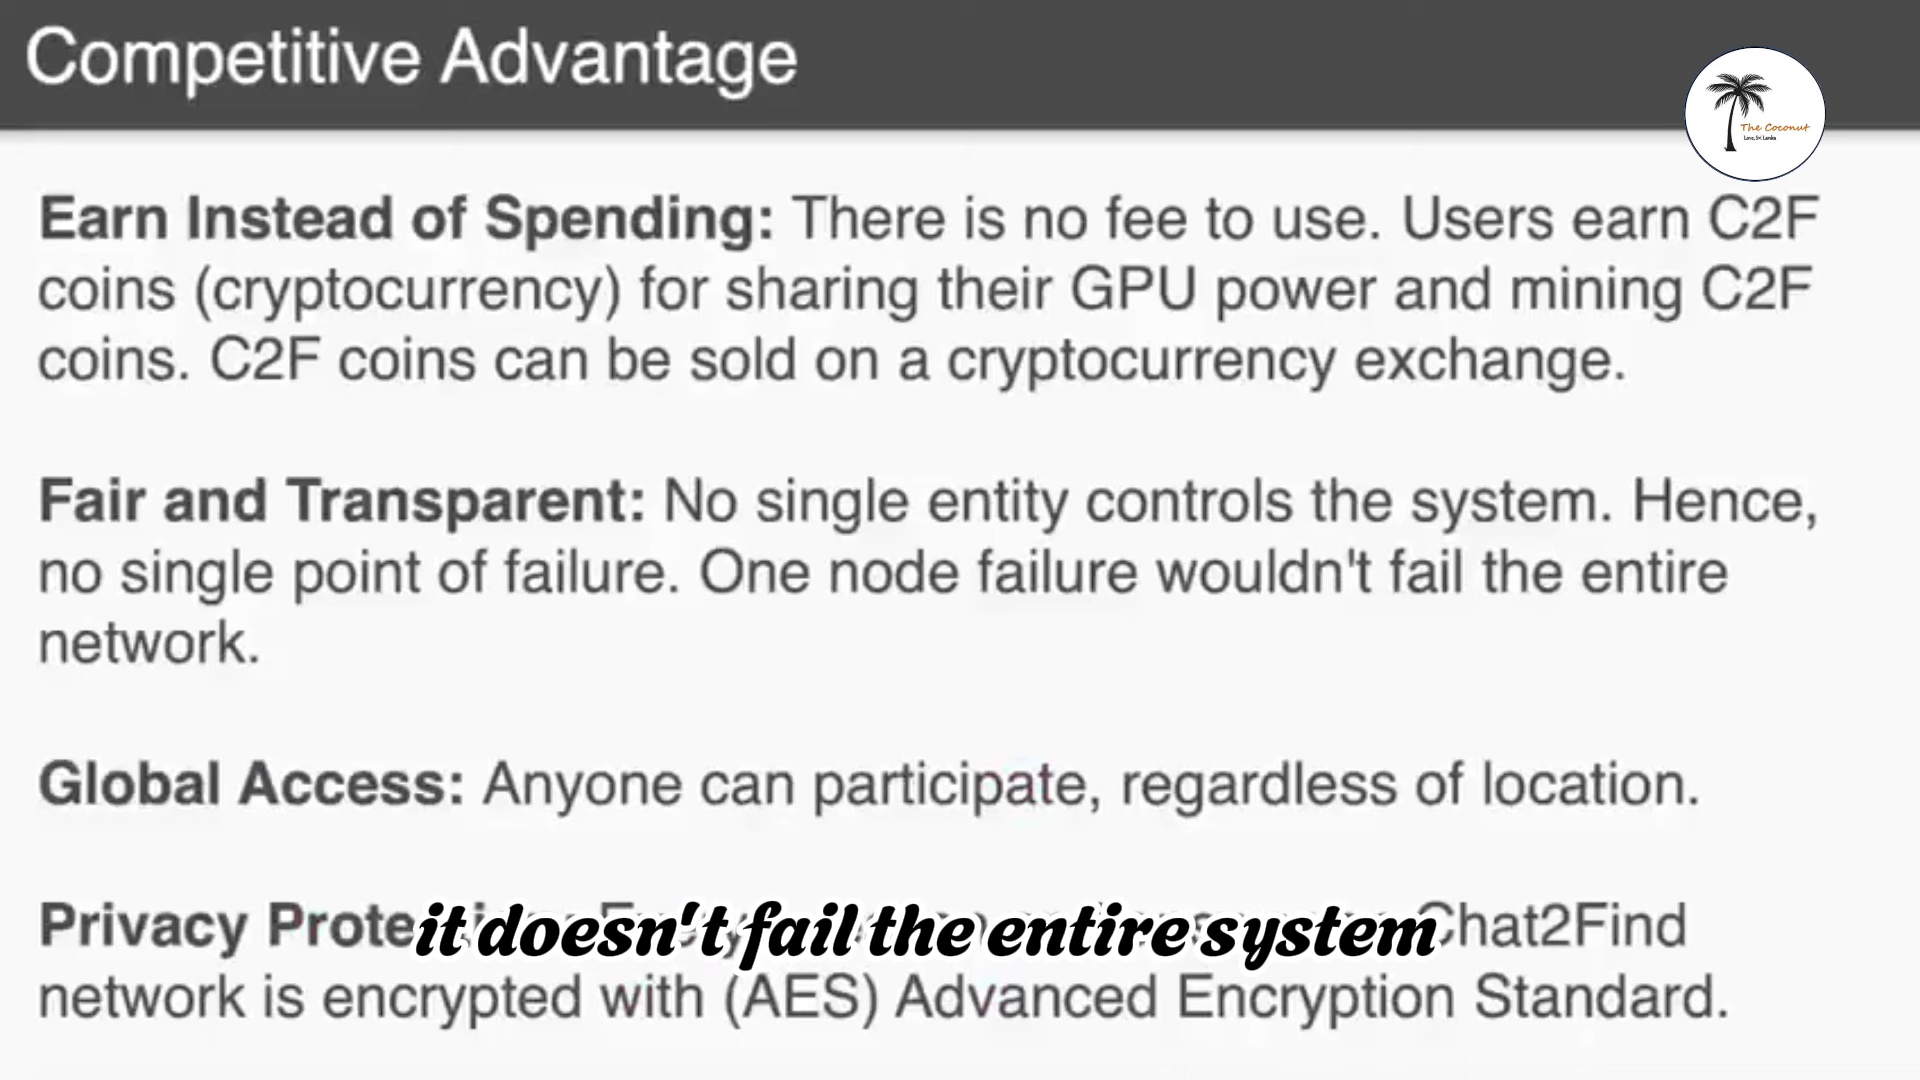 Competitive Advantage
The Coconut
Love, Sri Lanka
Earn Instead of Spending: There is no fee to use. Users earn C2F
coins (cryptocurrency) for sharing their GPU power and mining C2F
coins. C2F coins can be sold on a cryptocurrency exchange.
Fair and Transparent: No single entity controls the system. Hence,
no single point of failure. One node failure wouldn't fail the entire
network.
Global Access: Anyone can participate, regardless of location.
Privacy Chat2Find
it doesn't fail the entire system
network is encrypted with (AES) Advanced Encryption Standard.